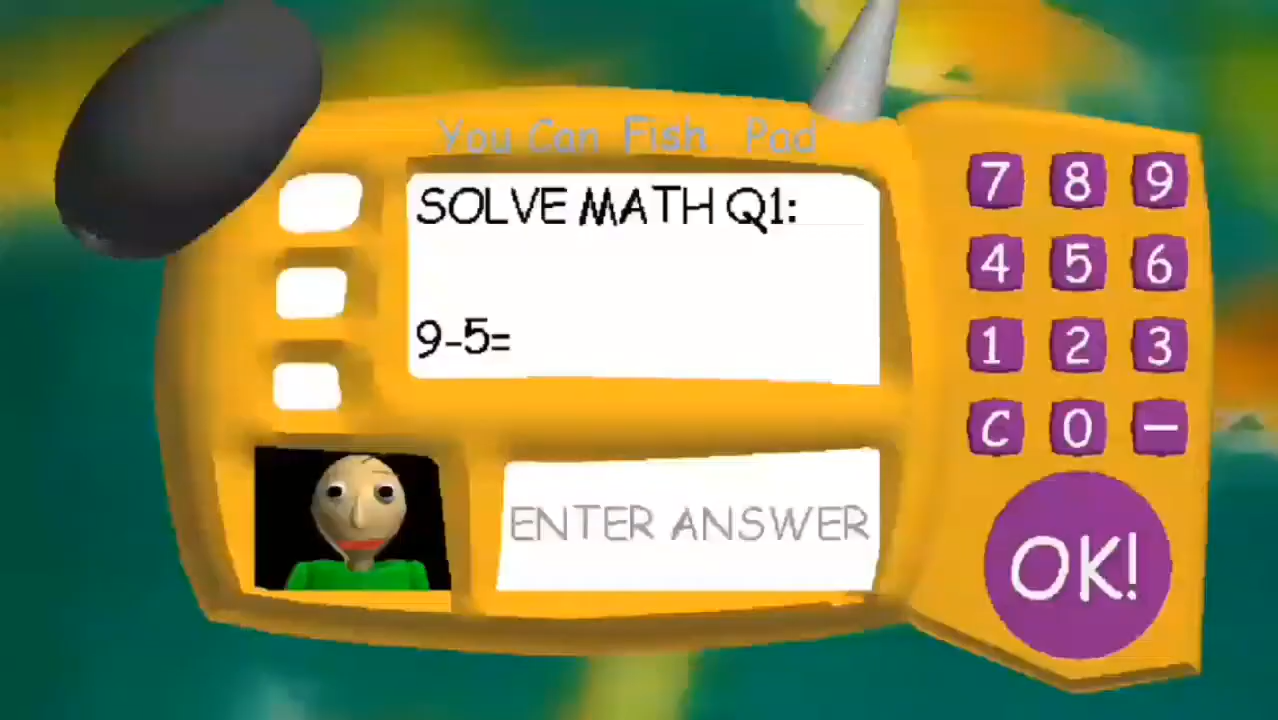 You Can Fish Pad
SOLVE MATH Q1:
9-5=
ENTER ANSWER
7 8 9
4 5 6
1 2 3
C 0 −
OK!